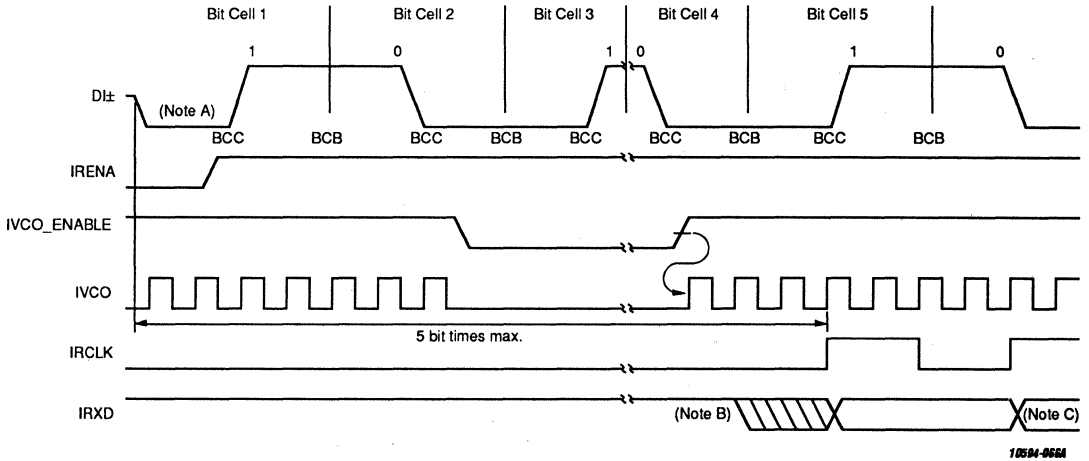 Bit Cell 1 Bit Cell 2 Bit Cell 3 Bit Cell 4 Bit Cell 5
1 0 1 0 1 0
DI±
(Note A)
BCC BCB BCC BCB BCC BCC BCB BCC BCB
IRENA
IVCO_ENABLE
IVCO
5 bit times max.
IRCLK
IRXD
(Note B)
(Note C)
10594-066A